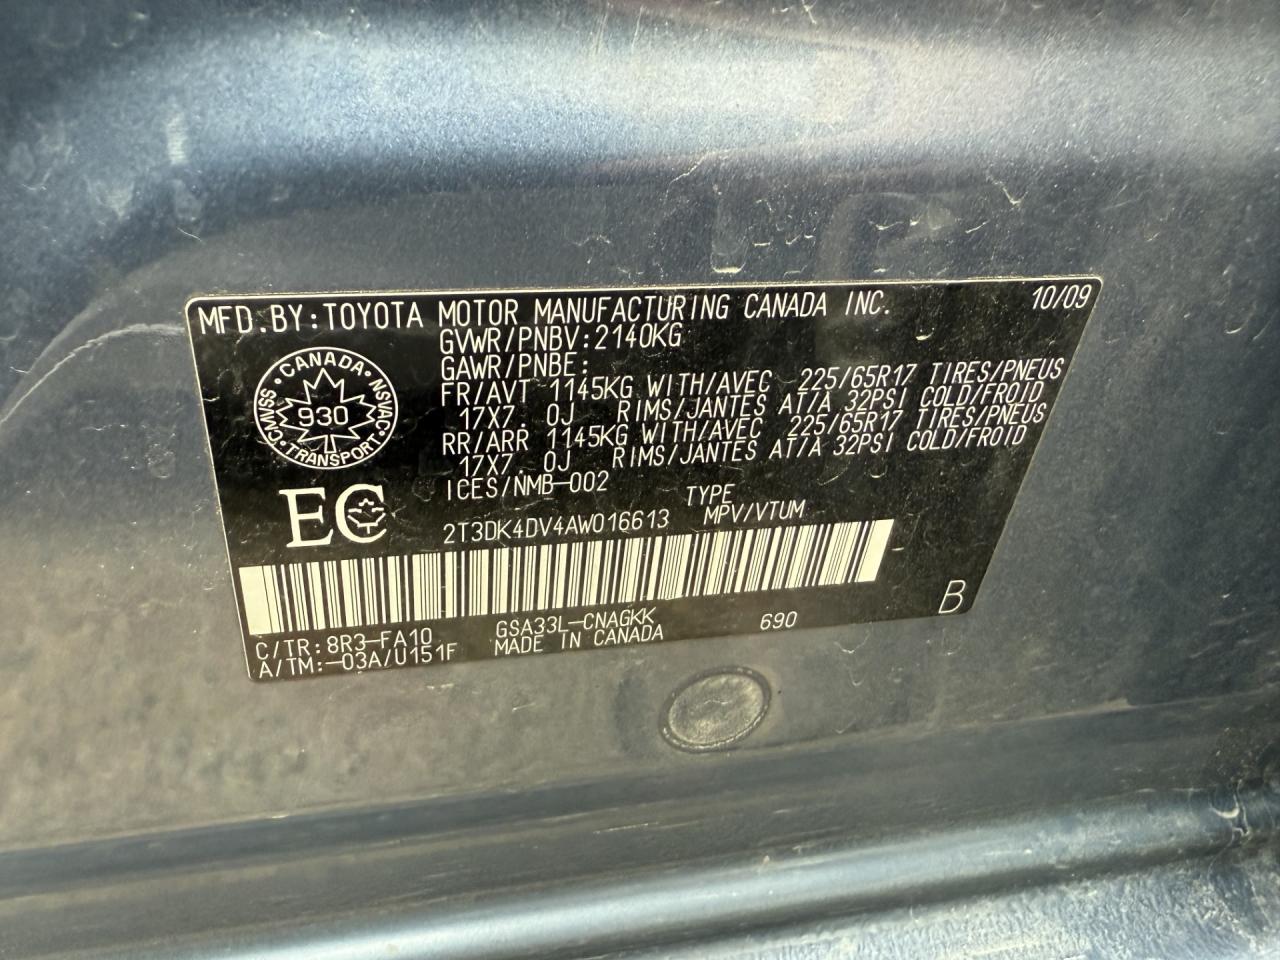 MFD.BY:TOYOTA MOTOR MANUFACTURING CANADA INC. 10/09
GVWR/PNBV:2140KG
GAWR/PNBE:
FR/AVT 1145KG WITH/AVEC 225/65R17 TIRES/PNEUS
17X7.0J RIMS/JANTES AT/A 32PSI COLD/FROID
RR/ARR 1145KG WITH/AVEC 225/65R17 TIRES/PNEUS
17X7.0J RIMS/JANTES AT/A 32PSI COLD/FROID
ICES/NMB-002
CANADA
CMVSS NSVAC
930
TRANSPORT
EC
TYPE
2T3DK4DV4AW016613 MPV/VTUM
C/TR:8R3-FA10 GSA33L-CNAGKK 690 B
A/TM:-03A/U151F MADE IN CANADA